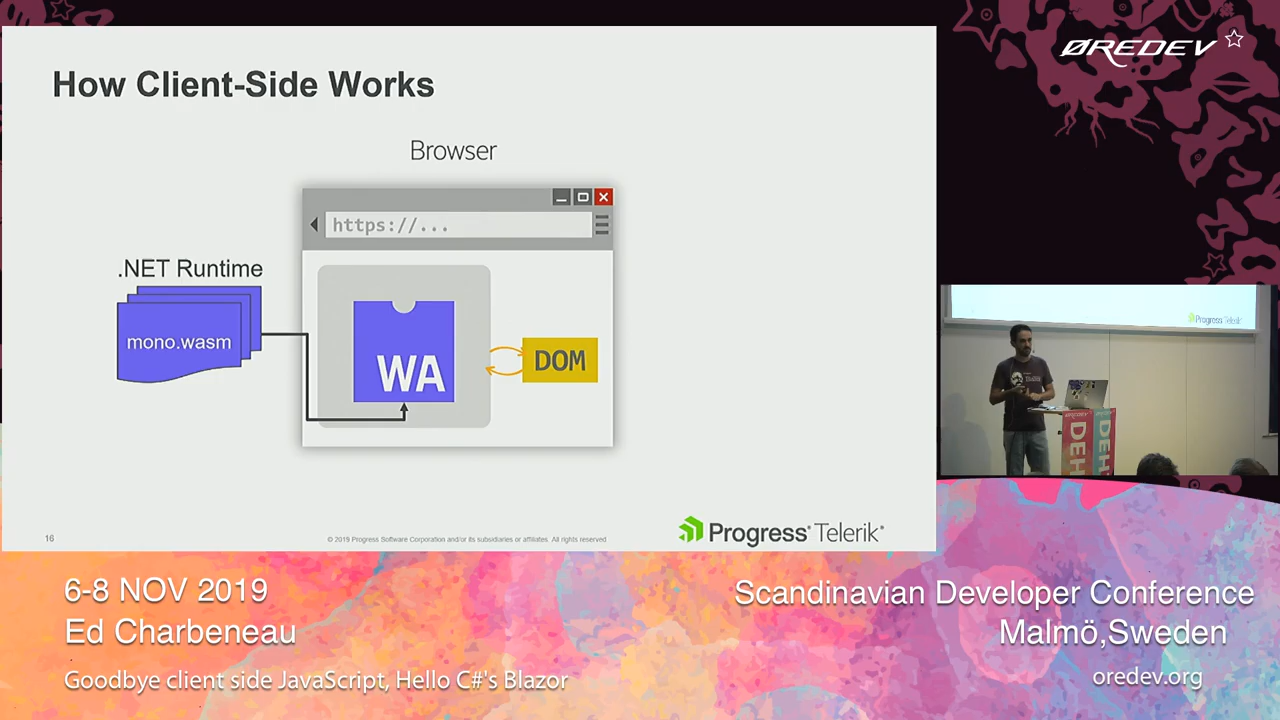 ØREDEV
How Client-Side Works
Browser
https://...
.NET Runtime
mono.wasm
WA
DOM
16
© 2019 Progress Software Corporation and/or its subsidiaries or affiliates. All rights reserved
Progress Telerik
Progress Telerik
6-8 NOV 2019
Ed Charbeneau
Goodbye client side JavaScript, Hello C#'s Blazor
Scandinavian Developer Conference
Malmö,Sweden
oredev.org